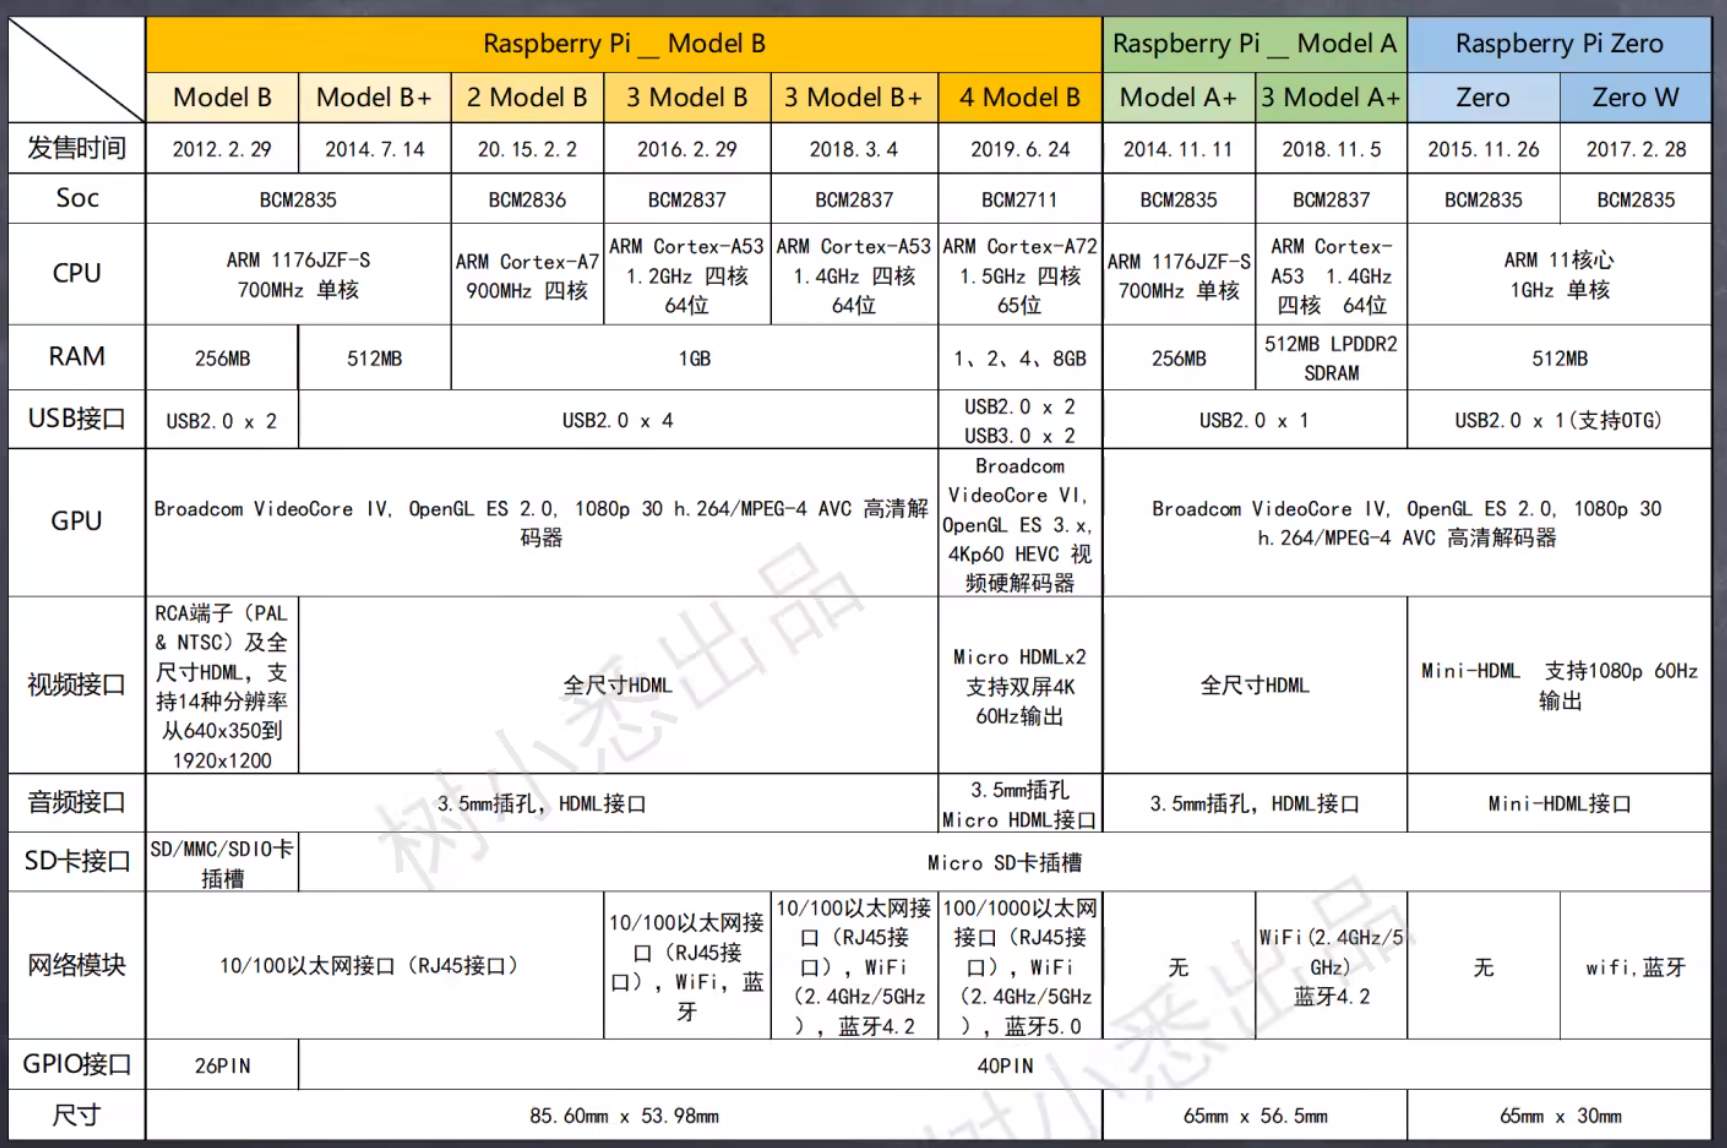 Raspberry Pi __ Model B
Raspberry Pi __ Model A
Raspberry Pi Zero
Model B
Model B+
2 Model B
3 Model B
3 Model B+
4 Model B
Model A+
3 Model A+
Zero
Zero W
发售时间
2012.2.29
2014.7.14
20.15.2.2
2016.2.29
2018.3.4
2019.6.24
2014.11.11
2018.11.5
2015.11.26
2017.2.28
Soc
BCM2835
BCM2836
BCM2837
BCM2837
BCM2711
BCM2835
BCM2837
BCM2835
BCM2835
CPU
ARM 1176JZF-S
700MHz 单核
ARM Cortex-A7
900MHz 四核
ARM Cortex-A53
1.2GHz 四核
64位
ARM Cortex-A53
1.4GHz 四核
64位
ARM Cortex-A72
1.5GHz 四核
65位
ARM 1176JZF-S
700MHz 单核
ARM Cortex-
A53 1.4GHz
四核 64位
ARM 11核心
1GHz 单核
RAM
256MB
512MB
1GB
1、2、4、8GB
256MB
512MB LPDDR2
SDRAM
512MB
USB接口
USB2.0 x 2
USB2.0 x 4
USB2.0 x 2
USB3.0 x 2
USB2.0 x 1
USB2.0 x 1(支持OTG)
GPU
Broadcom VideoCore IV, OpenGL ES 2.0, 1080p 30 h.264/MPEG-4 AVC 高清解
码器
Broadcom
VideoCore VI,
OpenGL ES 3.x,
4Kp60 HEVC 视
频硬解码器
Broadcom VideoCore IV, OpenGL ES 2.0, 1080p 30
h.264/MPEG-4 AVC 高清解码器
视频接口
RCA端子（PAL
& NTSC）及全
尺寸HDML，支
持14种分辨率
从640x350到
1920x1200
全尺寸HDML
Micro HDMLx2
支持双屏4K
60Hz输出
全尺寸HDML
Mini-HDML 支持1080p 60Hz
输出
音频接口
3.5mm插孔，HDML接口
3.5mm插孔
Micro HDML接口
3.5mm插孔，HDML接口
Mini-HDML接口
SD卡接口
SD/MMC/SDIO卡
插槽
Micro SD卡插槽
网络模块
10/100以太网接口（RJ45接口）
10/100以太网接
口（RJ45接
口），WiFi，蓝
牙
10/100以太网接
口（RJ45接
口），WiFi
（2.4GHz/5GHz
），蓝牙4.2
100/1000以太网
接口（RJ45接
口），WiFi
（2.4GHz/5GHz
），蓝牙5.0
无
WiFi(2.4GHz/5
GHz)
蓝牙4.2
无
wifi,蓝牙
GPIO接口
26PIN
40PIN
尺寸
85.60mm x 53.98mm
65mm x 56.5mm
65mm x 30mm
树小悉出品
树小悉出品